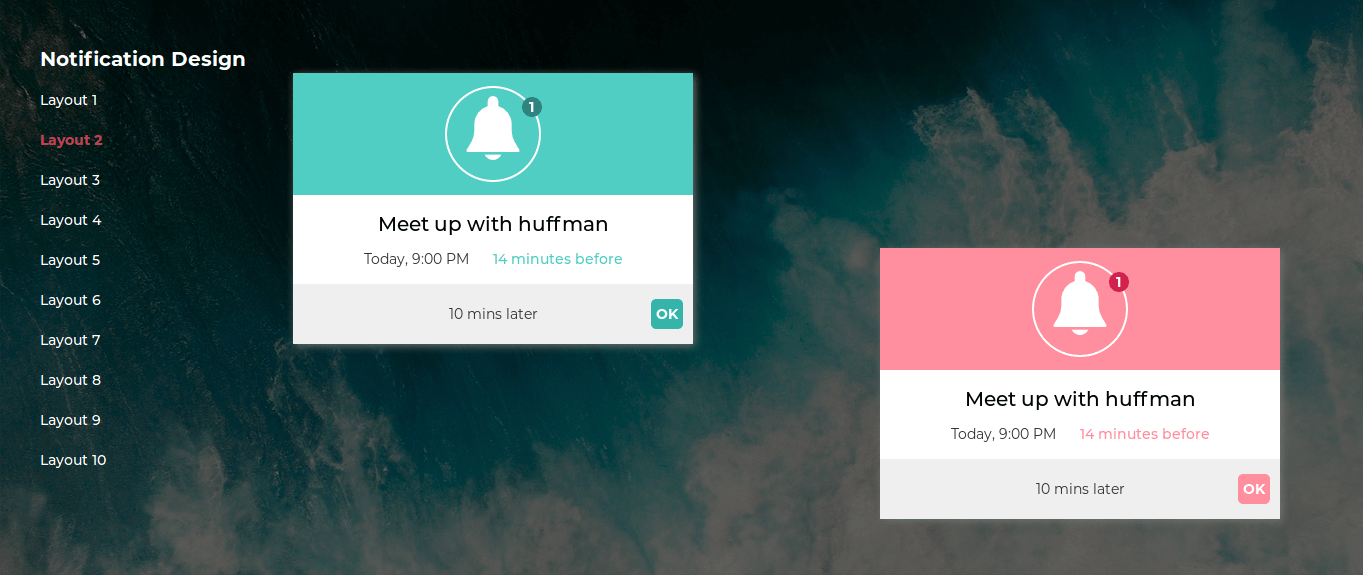 Notification Design
Layout 1
Layout 2
Layout 3
Layout 4
Layout 5
Layout 6
Layout 7
Layout 8
Layout 9
Layout 10
1
Meet up with huffman
Today, 9:00 PM 14 minutes before
10 mins later OK
1
Meet up with huffman
Today, 9:00 PM 14 minutes before
10 mins later OK